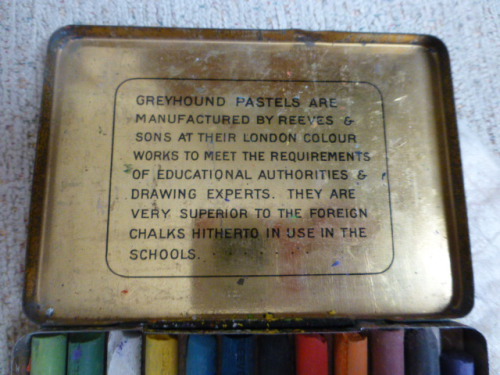 GREYHOUND PASTELS ARE
MANUFACTURED BY REEVES &
SONS AT THEIR LONDON COLOUR
WORKS TO MEET THE REQUIREMENTS
OF EDUCATIONAL AUTHORITIES &
DRAWING EXPERTS. THEY ARE
VERY SUPERIOR TO THE FOREIGN
CHALKS HITHERTO IN USE IN THE
SCHOOLS.